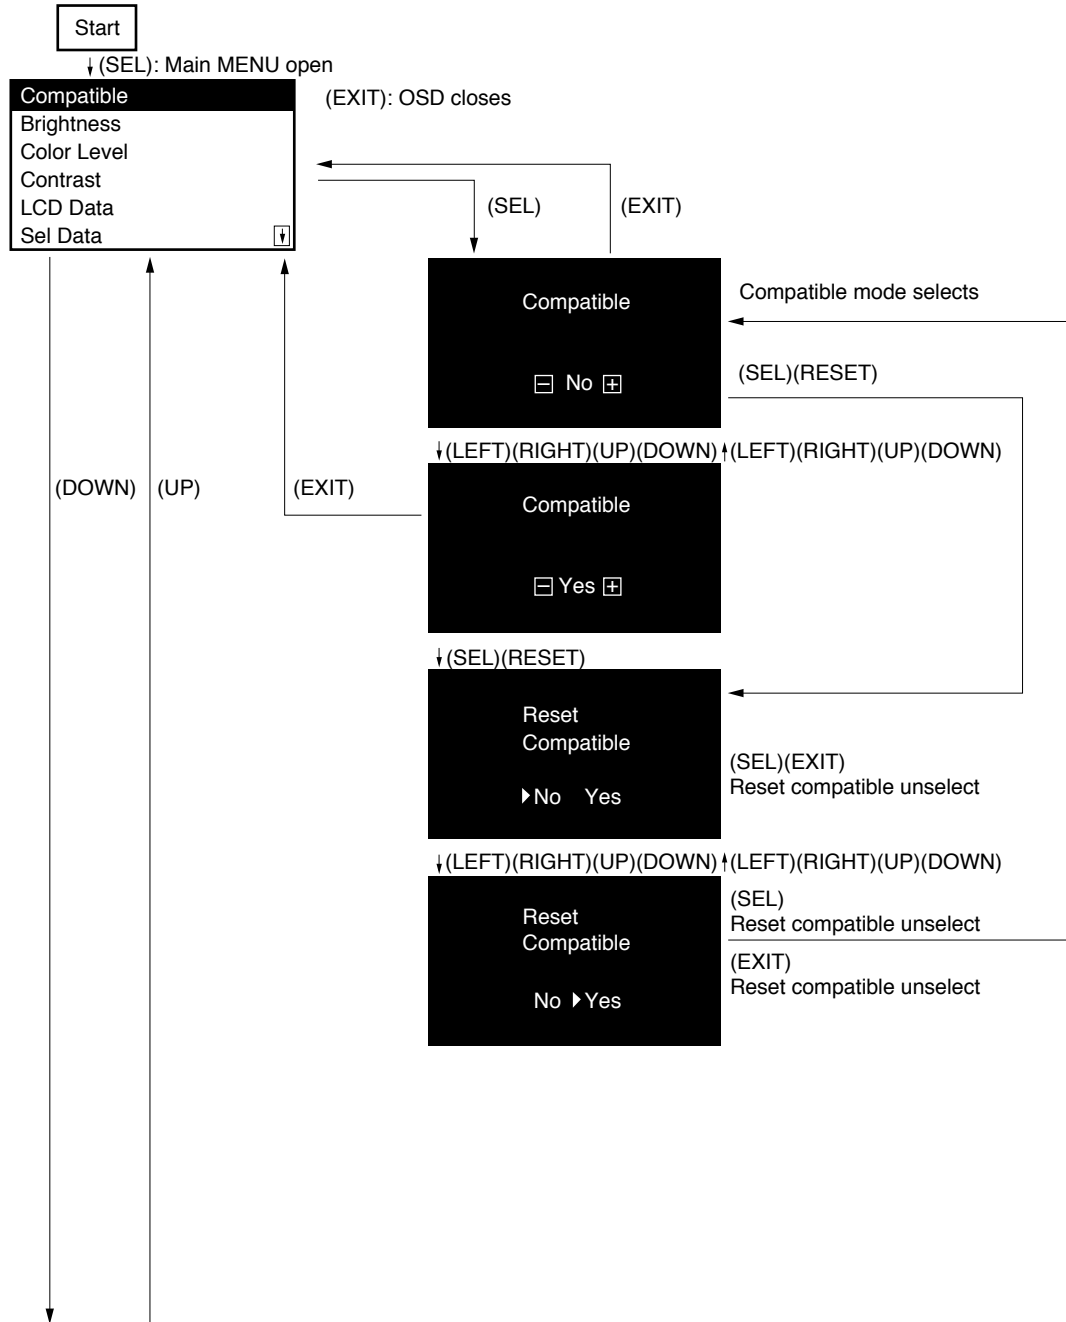 Start
(SEL): Main MENU open
Compatible
(EXIT): OSD closes
Brightness
Color Level
Contrast
LCD Data
Sel Data
(SEL)
(EXIT)
Compatible
No
Compatible mode selects
(SEL)(RESET)
(LEFT)(RIGHT)(UP)(DOWN)
(LEFT)(RIGHT)(UP)(DOWN)
(DOWN)
(UP)
(EXIT)
Compatible
Yes
(SEL)(RESET)
Reset
Compatible
No Yes
(SEL)(EXIT)
Reset compatible unselect
(LEFT)(RIGHT)(UP)(DOWN)
(LEFT)(RIGHT)(UP)(DOWN)
Reset
Compatible
No Yes
(SEL)
Reset compatible unselect
(EXIT)
Reset compatible unselect